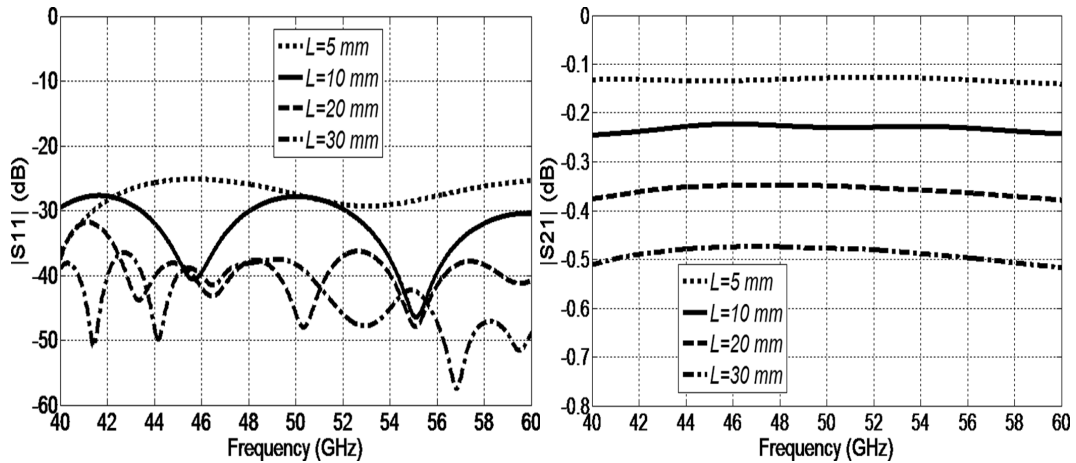 |S11| (dB)
0
-10
-20
-30
-40
-50
-60
L=5 mm
L=10 mm
L=20 mm
L=30 mm
40 42 44 46 48 50 52 54 56 58 60
Frequency (GHz)
|S21| (dB)
0
-0.1
-0.2
-0.3
-0.4
-0.5
-0.6
-0.7
-0.8
L=5 mm
L=10 mm
L=20 mm
L=30 mm
40 42 44 46 48 50 52 54 56 58 60
Frequency (GHz)